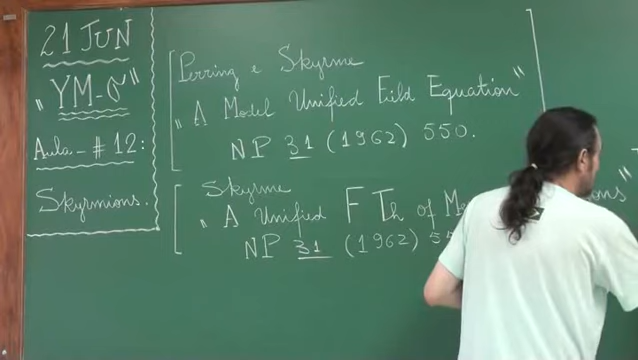 21 JUN
"YM-σ"
Aula-#12:
Skyrmions.
Perring e Skyrme
"A Model Unified Field Equation"
NP 31 (1962) 550.
Skyrme
"A Unified F Th of
NP 31 (1962)